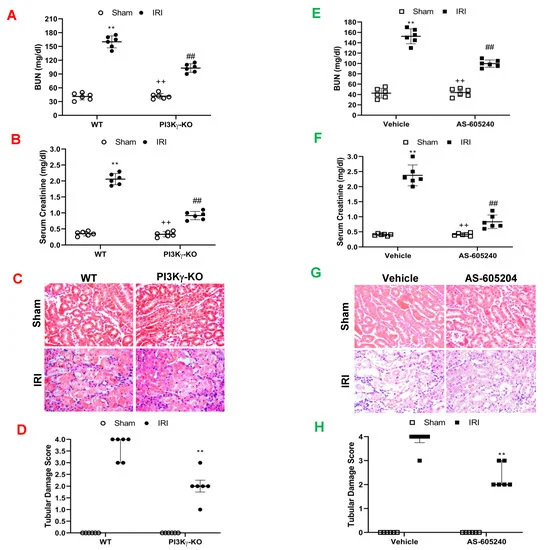 A
Sham IRI
BUN (mg/dl)
210
180
150
120
90
60
30
0
**
++
##
WT PI3Kγ-KO
B
Sham IRI
Serum Creatinine (mg/dl)
3.0
2.5
2.0
1.5
1.0
0.5
0.0
**
++
##
WT PI3Kγ-KO
C
WT PI3Kγ-KO
Sham
IRI
D
Sham IRI
Tubular Damage Score
4.0
3.5
3.0
2.5
2.0
1.5
1.0
0.5
0.0
**
WT PI3Kγ-KO
E
Sham IRI
BUN (mg/dl)
180
160
140
120
100
80
60
40
20
0
**
++
##
Vehicle AS-605240
F
Sham IRI
Serum Creatinine (mg/dl)
3.0
2.5
2.0
1.5
1.0
0.5
0.0
**
++
##
Vehicle AS-605240
G
Vehicle AS-605204
Sham
IRI
H
Sham IRI
Tubular Damage Score
4
3
2
1
0
**
Vehicle AS-605240